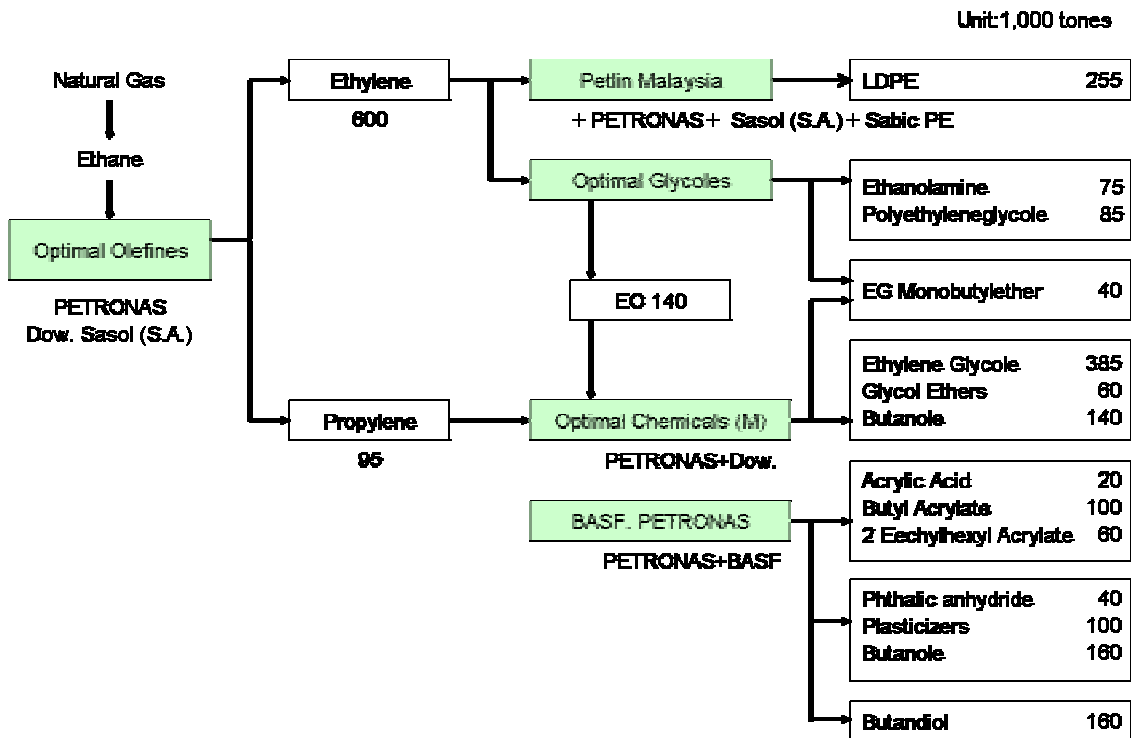 Unit:1,000 tones
Natural Gas
Ethane
Optimal Olefines
PETRONAS
Dow. Sasol (S.A.)
Ethylene
600
Propylene
95
Petlin Malaysia
+ PETRONAS + Sasol (S.A.) + Sabic PE
Optimal Glycoles
EO 140
Optimal Chemicals (M)
PETRONAS+Dow.
BASF. PETRONAS
PETRONAS+BASF
LDPE 255
Ethanolamine 75
Polyethyleneglycole 85
EG Monobutylether 40
Ethylene Glycole 385
Glycol Ethers 60
Butanole 140
Acrylic Acid 20
Butyl Acrylate 100
2 Eechylhexyl Acrylate 60
Phthalic anhydride 40
Plasticizers 100
Butanole 160
Butandiol 160